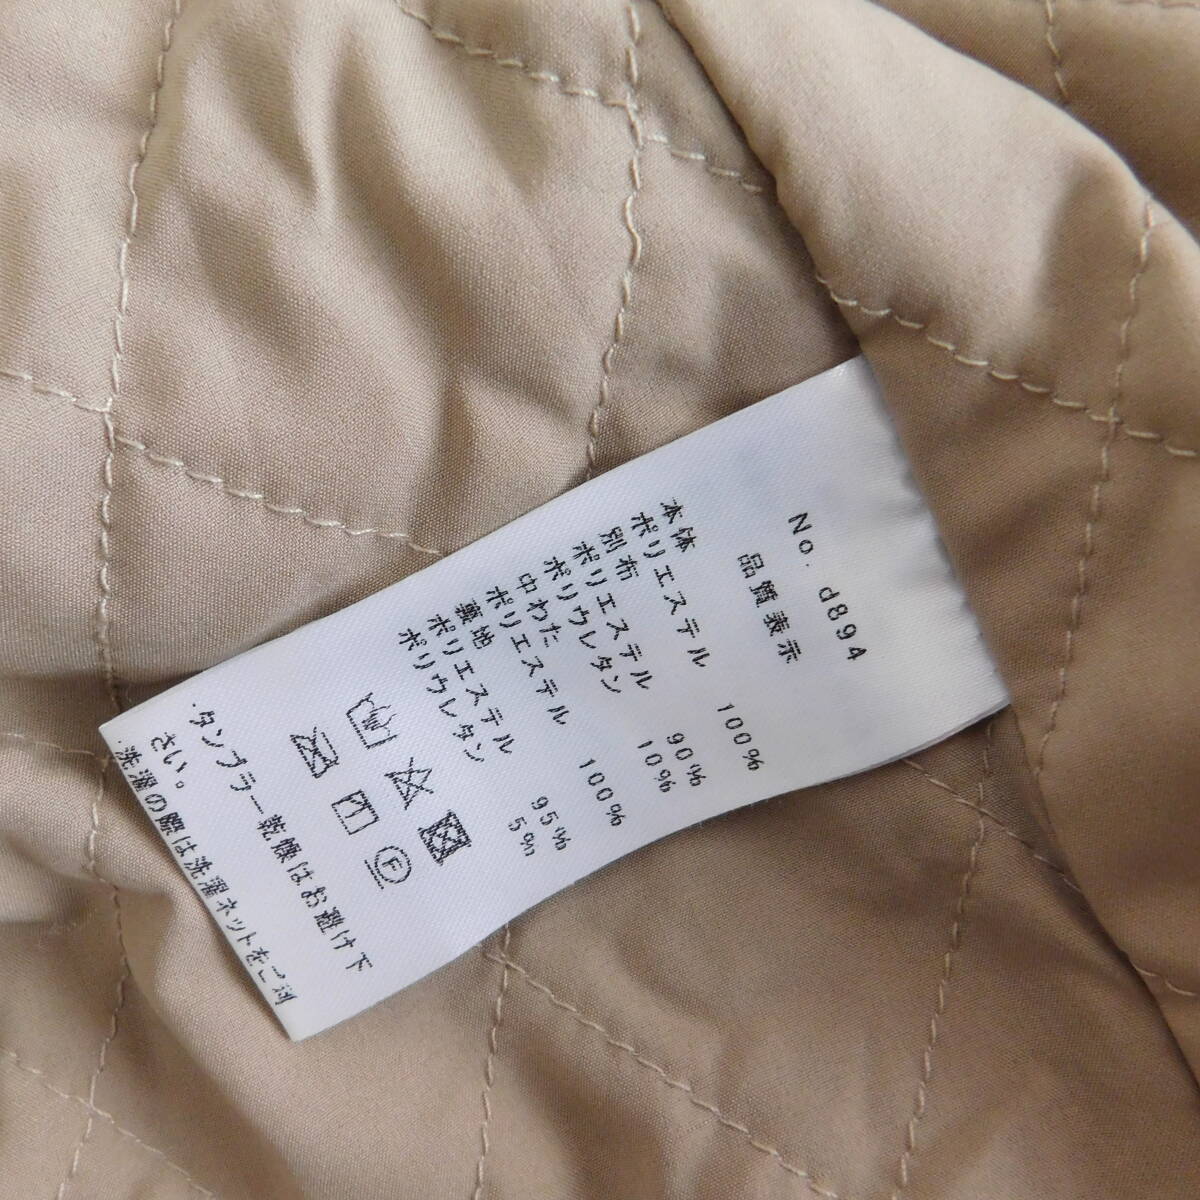 No. d894
品質表示
本体
ポリエステル 100%
別布
ポリエステル 90%
ポリウレタン 10%
中わた
ポリエステル 100%
裏地
ポリエステル 95%
ポリウレタン 5%
F
・タンブラー乾燥はお避け下
さい。
・洗濯の際は洗濯ネットをご利